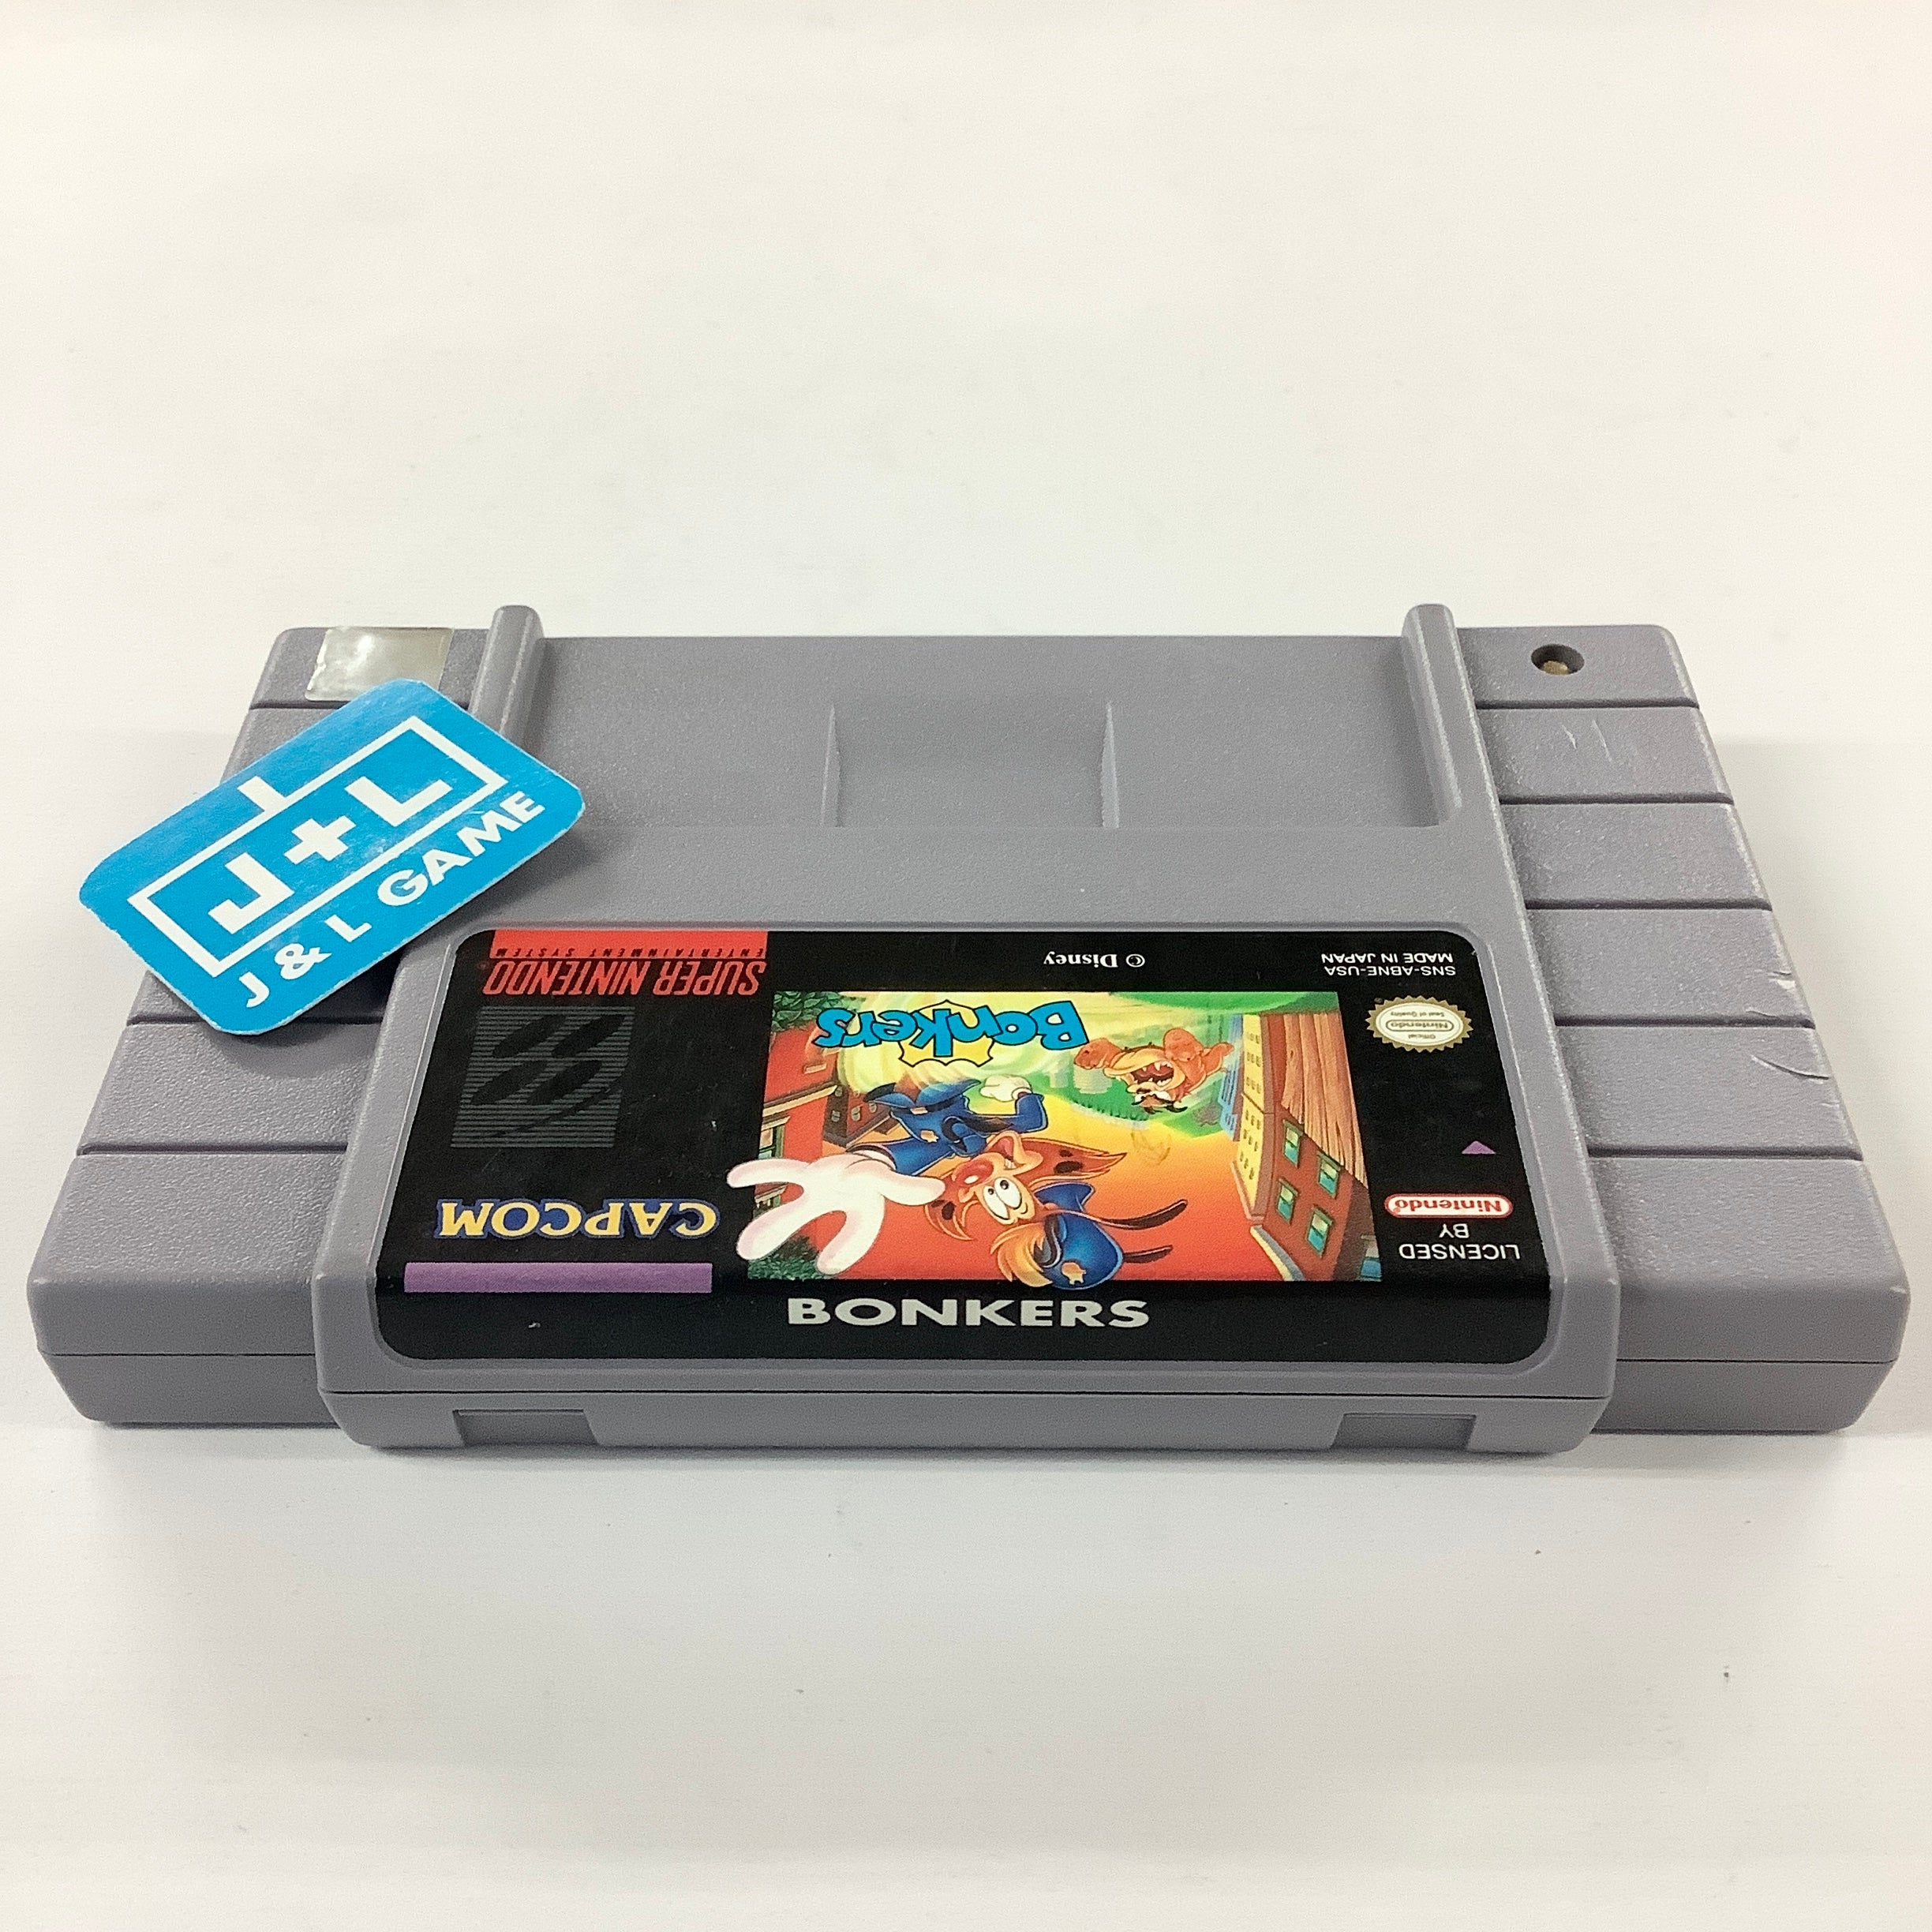 J+L
J & L GAME
SUPER NINTENDO
ENTERTAINMENT SYSTEM
© Disney
SNS-ABNE-USA
MADE IN JAPAN
Bonkers
Official
Nintendo
Seal of Quality
CAPCOM
LICENSED
BY
Nintendo
BONKERS